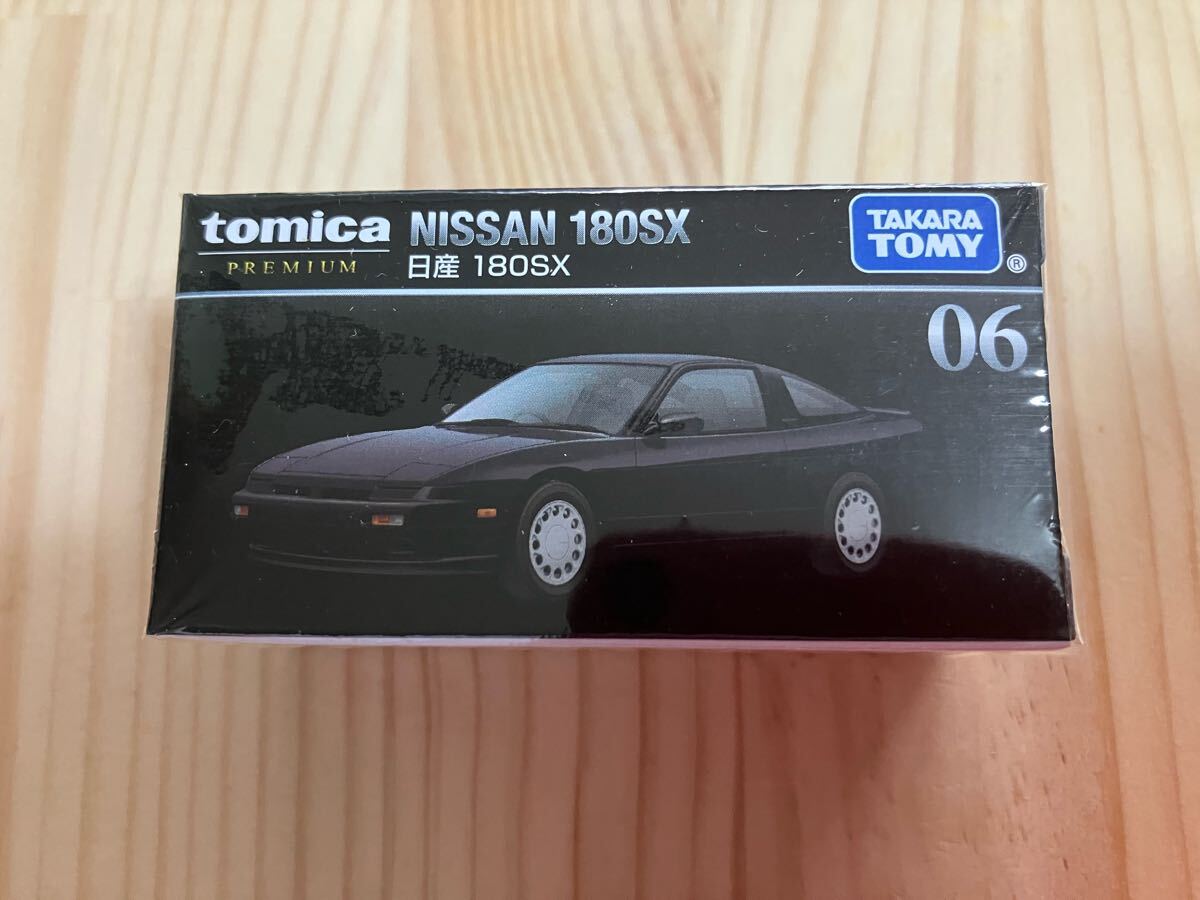 tomica NISSAN 180SX
PREMIUM 日産 180SX
TAKARA
TOMY ®
06